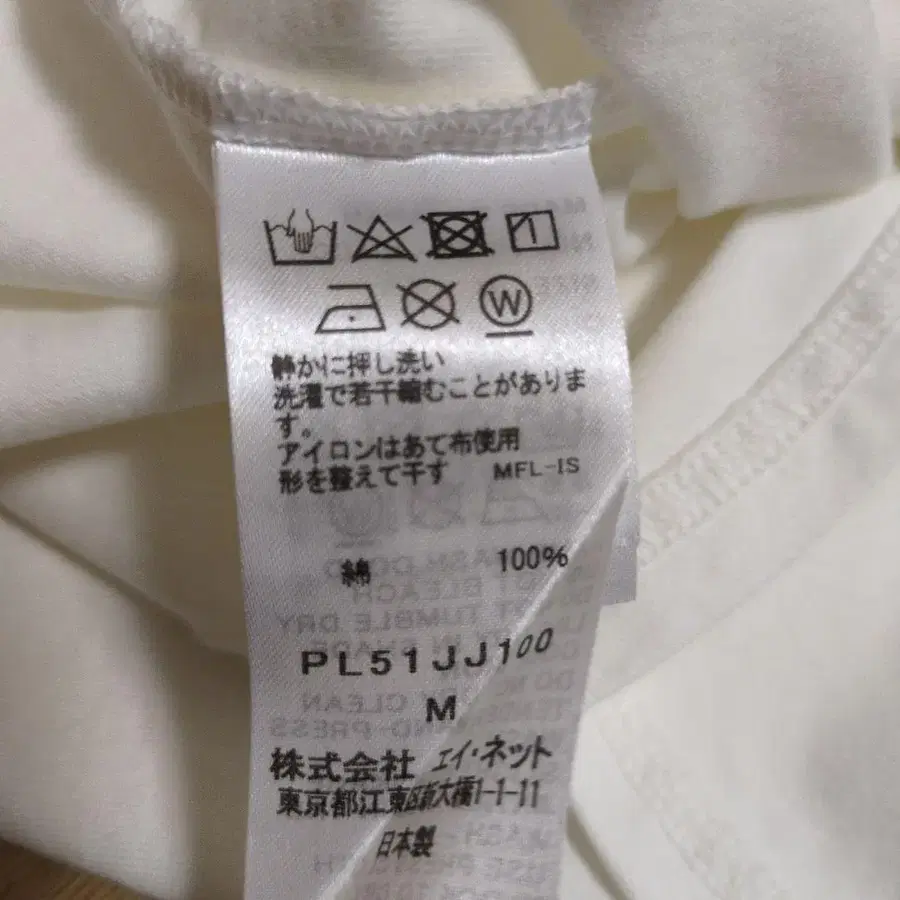 W
静かに押し洗い
洗濯で若干縮むことがありま
す。
アイロンはあて布使用
形を整えて干す MFL-IS
綿 100%
PL51JJ100
M
株式会社 エイ・ネット
東京都江東区新大橋1-1-11
日本製